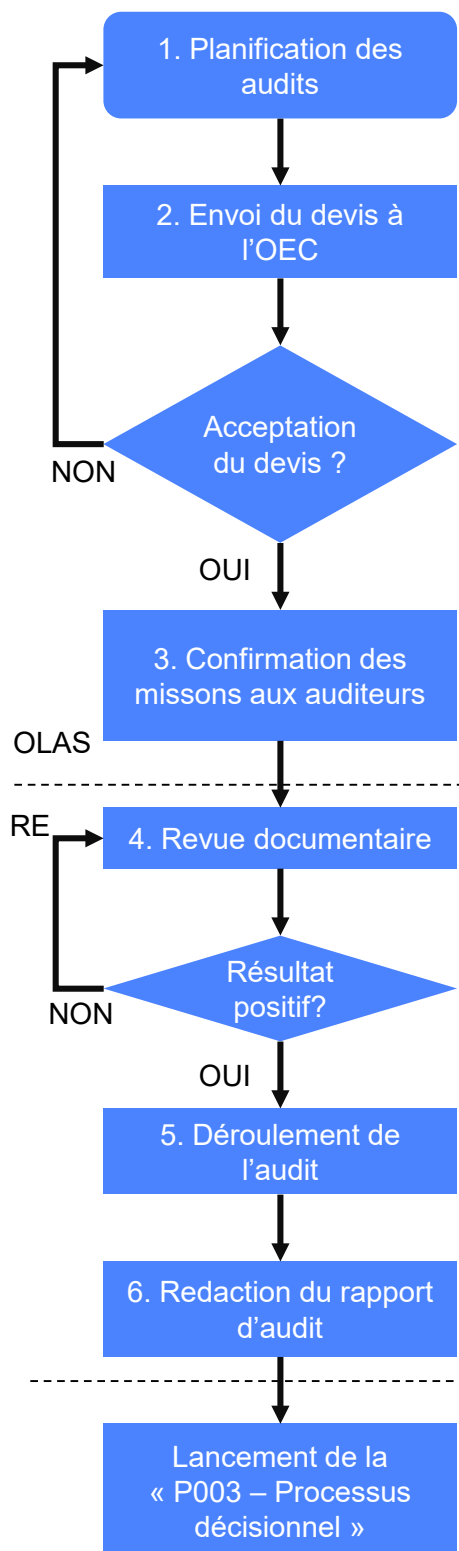 1. Planification des
audits
2. Envoi du devis à
l’OEC
Acceptation
du devis ?
NON
OUI
3. Confirmation des
missons aux auditeurs
OLAS
RE
4. Revue documentaire
Résultat
positif?
NON
OUI
5. Déroulement de
l’audit
6. Redaction du rapport
d’audit
Lancement de la
« P003 – Processus
décisionnel »